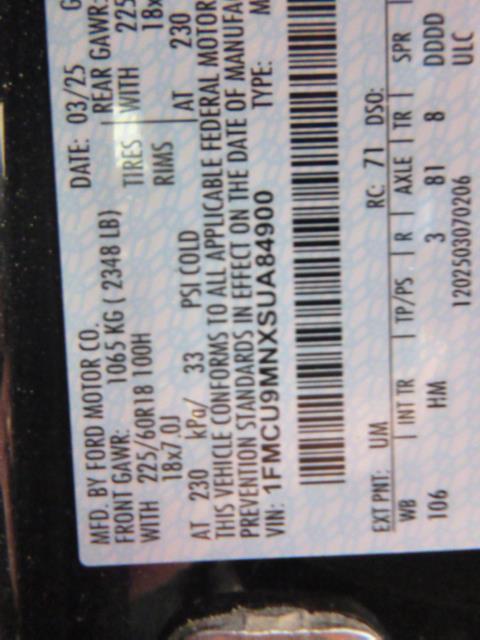 MFD. BY FORD MOTOR CO.
DATE: 03/25 G
FRONT GAWR: 1065 KG ( 2348 LB)
REAR GAWR:
WITH 225/60R18 100H
TIRES WITH 225
18x7.0J
RIMS 18x
AT 230 kPa/ 33 PSI COLD AT 230
THIS VEHICLE CONFORMS TO ALL APPLICABLE FEDERAL MOTOR
PREVENTION STANDARDS IN EFFECT ON THE DATE OF MANUFA
VIN: 1FMCU9MNXSUA84900 TYPE: M
EXT PNT: UM RC: 71 DSO:
WB INT TR TP/PS R AXLE TR SPR
106 HM 3 81 8 DDDD
1202503070206 ULC